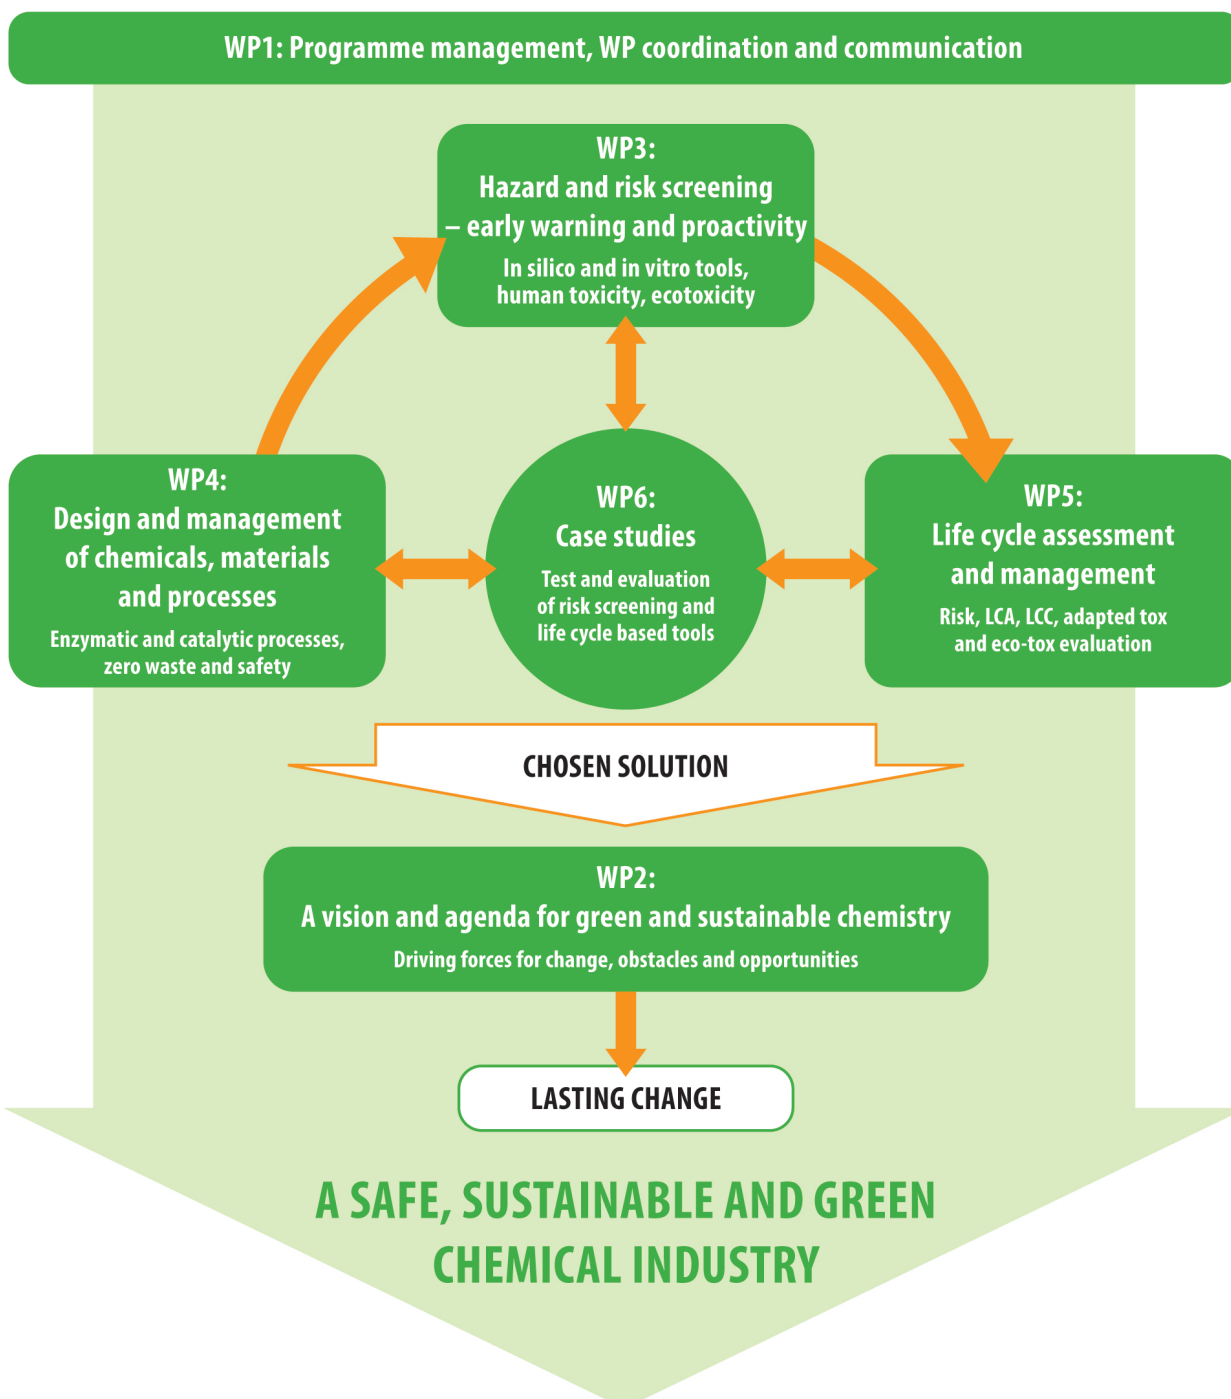 WP1: Programme management, WP coordination and communication
WP3:
Hazard and risk screening
– early warning and proactivity
In silico and in vitro tools,
human toxicity, ecotoxicity
WP4:
Design and management
of chemicals, materials
and processes
Enzymatic and catalytic processes,
zero waste and safety
WP6:
Case studies
Test and evaluation
of risk screening and
life cycle based tools
WP5:
Life cycle assessment
and management
Risk, LCA, LCC, adapted tox
and eco-tox evaluation
CHOSEN SOLUTION
WP2:
A vision and agenda for green and sustainable chemistry
Driving forces for change, obstacles and opportunities
LASTING CHANGE
A SAFE, SUSTAINABLE AND GREEN
CHEMICAL INDUSTRY